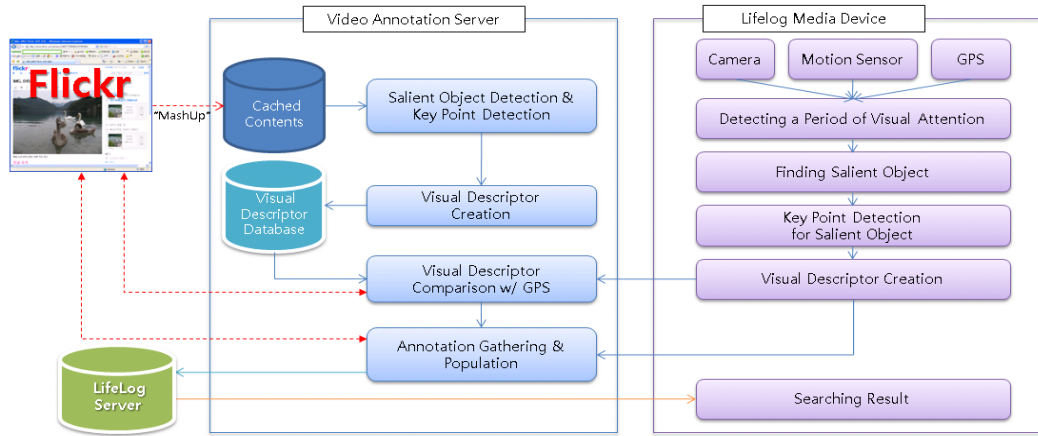 Video Annotation Server
Lifelog Media Device
Flickr
"MashUp"
Cached
Contents
Salient Object Detection &
Key Point Detection
Visual
Descriptor
Database
Visual Descriptor
Creation
Visual Descriptor
Comparison w/ GPS
Annotation Gathering &
Population
LifeLog
Server
Camera
Motion Sensor
GPS
Detecting a Period of Visual Attention
Finding Salient Object
Key Point Detection
for Salient Object
Visual Descriptor Creation
Searching Result